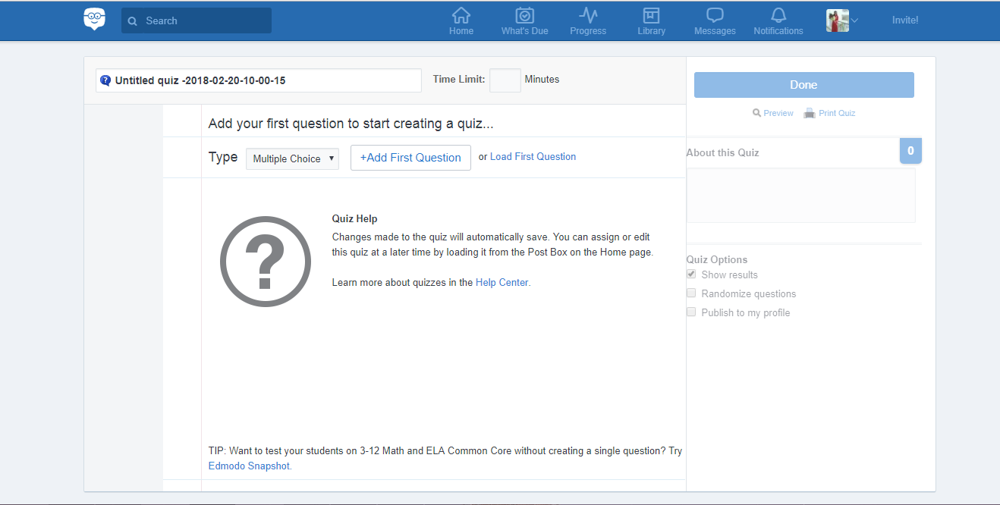 Search
Home
What's Due
Progress
Library
Messages
Notifications
Invite!
? Untitled quiz -2018-02-20-10-00-15
Time Limit: Minutes
Done
Preview Print Quiz
Add your first question to start creating a quiz...
Type Multiple Choice +Add First Question or Load First Question
About this Quiz 0
?
Quiz Help
Changes made to the quiz will automatically save. You can assign or edit
this quiz at a later time by loading it from the Post Box on the Home page.
Learn more about quizzes in the Help Center.
Quiz Options
Show results
Randomize questions
Publish to my profile
TIP: Want to test your students on 3-12 Math and ELA Common Core without creating a single question? Try
Edmodo Snapshot.